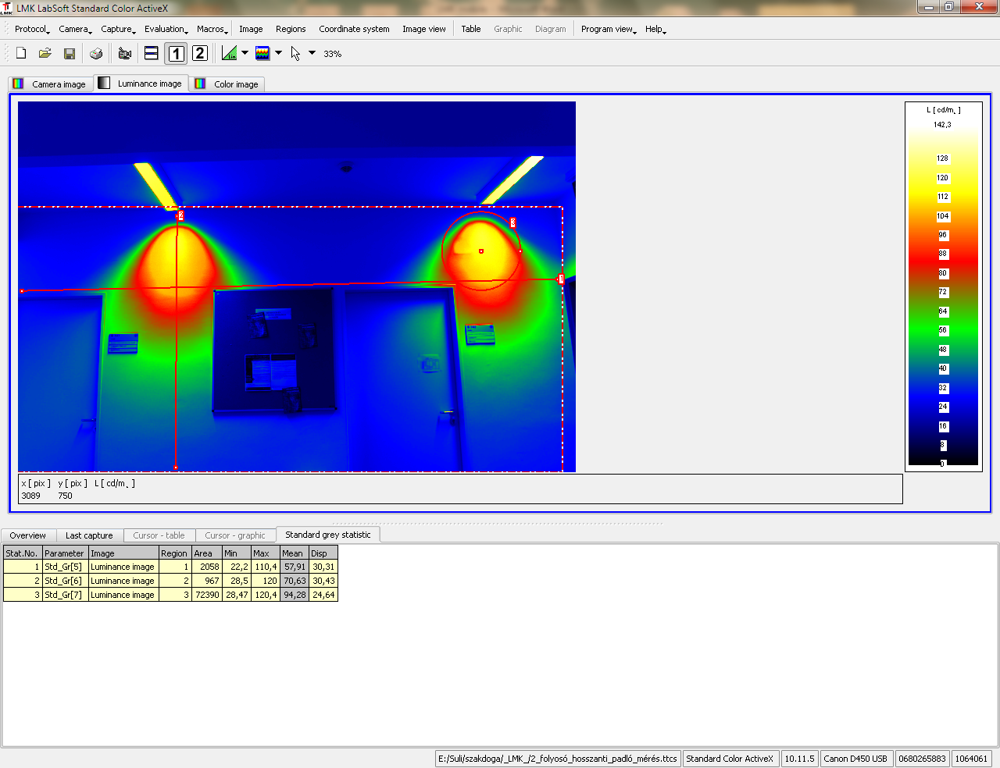 LMK LabSoft Standard Color ActiveX
Protocol Camera Capture Evaluation Macros Image Regions Coordinate system Image view Table Graphic Diagram Program view Help
1 2 33%
Camera image Luminance image Color image
L [ cd/m
142,3
128
120
112
104
96
88
80
72
64
56
48
40
32
24
16
8
0
2
3
1
x [ pix ] y [ pix ] L [ cd/m
3089 750
Overview Last capture Cursor - table Cursor - graphic Standard grey statistic
Stat.No. Parameter Image Region Area Min Max Mean Disp
1 Std_Gr[5] Luminance image 1 2058 22,2 110,4 57,91 30,31
2 Std_Gr[6] Luminance image 2 967 28,5 120 70,63 30,43
3 Std_Gr[7] Luminance image 3 72390 28,47 120,4 94,28 24,64
E:/Suli/szakdoga/_LMK_/2_folyosó_hosszanti_padló_mérés.ttcs Standard Color ActiveX 10.11.5 Canon D450 USB 0680265883 1064061